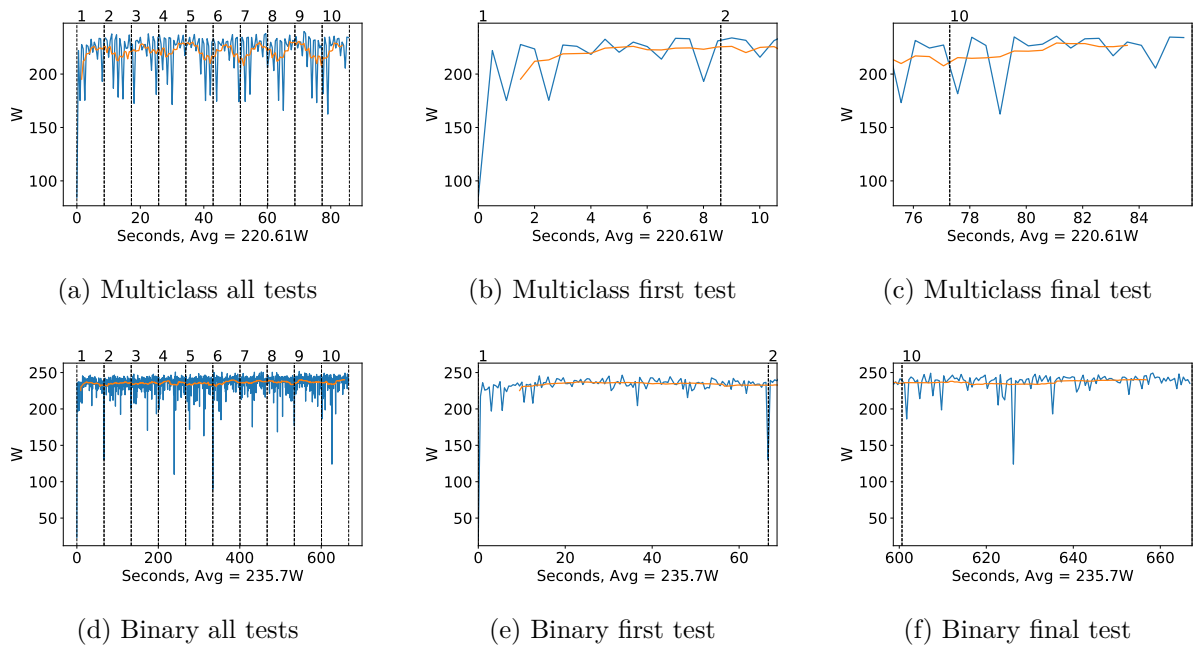 1 2 3 4 5 6 7 8 9 10
W
200
150
100
0 20 40 60 80
Seconds, Avg = 220.61W
(a) Multiclass all tests
1 2
W
200
150
100
0 2 4 6 8 10
Seconds, Avg = 220.61W
(b) Multiclass first test
10
W
200
150
100
76 78 80 82 84
Seconds, Avg = 220.61W
(c) Multiclass final test
1 2 3 4 5 6 7 8 9 10
W
250
200
150
100
50
0 200 400 600
Seconds, Avg = 235.7W
(d) Binary all tests
1 2
W
250
200
150
100
50
0 20 40 60
Seconds, Avg = 235.7W
(e) Binary first test
10
W
250
200
150
100
50
600 620 640 660
Seconds, Avg = 235.7W
(f) Binary final test